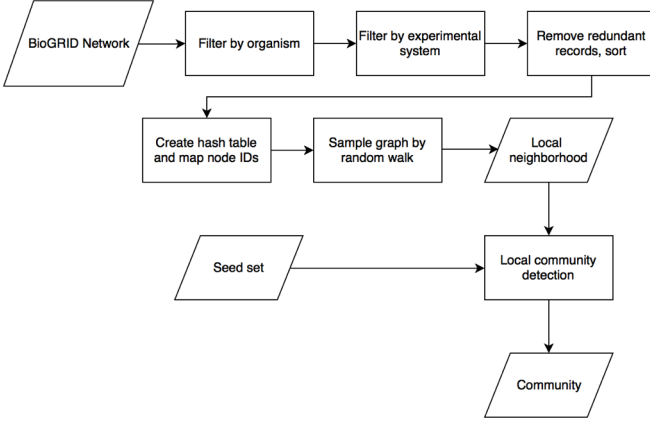 BioGRID Network
Filter by organism
Filter by experimental
system
Remove redundant
records, sort
Create hash table
and map node IDs
Sample graph by
random walk
Local
neighborhood
Seed set
Local community
detection
Community